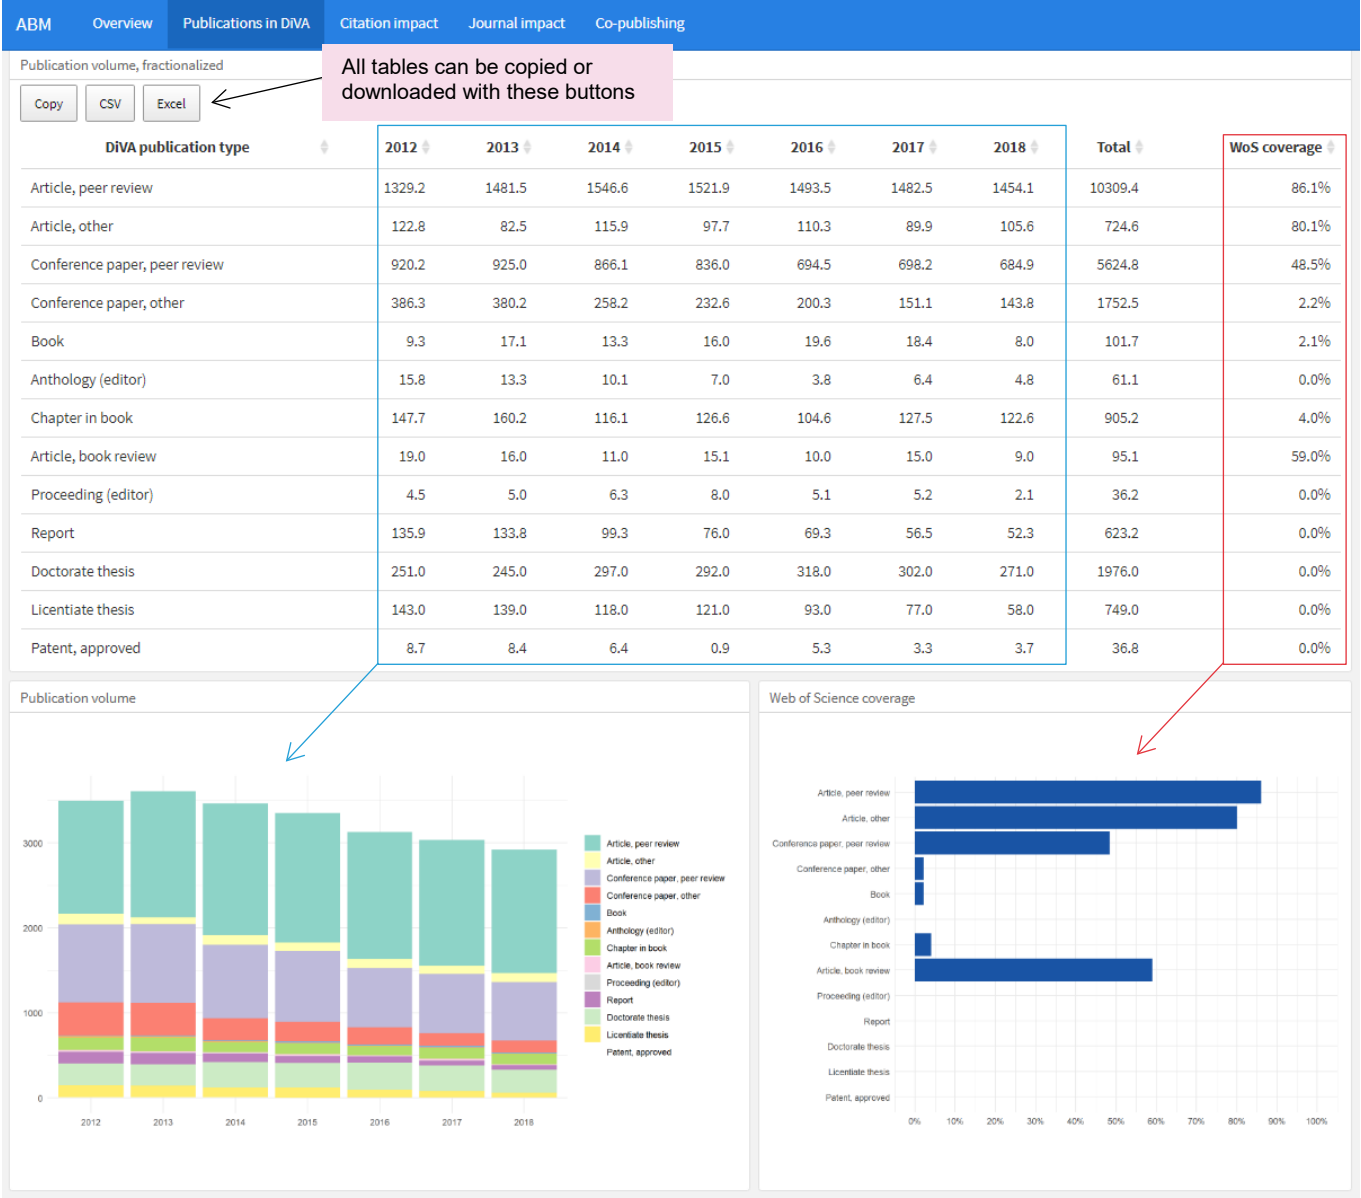 ABM Overview Publications in DiVA Citation impact Journal impact Co-publishing
Publication volume, fractionalized
All tables can be copied or
downloaded with these buttons
Copy CSV Excel
DiVA publication type 2012 2013 2014 2015 2016 2017 2018 Total WoS coverage
Article, peer review 1329.2 1481.5 1546.6 1521.9 1493.5 1482.5 1454.1 10309.4 86.1%
Article, other 122.8 82.5 115.9 97.7 110.3 89.9 105.6 724.6 80.1%
Conference paper, peer review 920.2 925.0 866.1 836.0 694.5 698.2 684.9 5624.8 48.5%
Conference paper, other 386.3 380.2 258.2 232.6 200.3 151.1 143.8 1752.5 2.2%
Book 9.3 17.1 13.3 16.0 19.6 18.4 8.0 101.7 2.1%
Anthology (editor) 15.8 13.3 10.1 7.0 3.8 6.4 4.8 61.1 0.0%
Chapter in book 147.7 160.2 116.1 126.6 104.6 127.5 122.6 905.2 4.0%
Article, book review 19.0 16.0 11.0 15.1 10.0 15.0 9.0 95.1 59.0%
Proceeding (editor) 4.5 5.0 6.3 8.0 5.1 5.2 2.1 36.2 0.0%
Report 135.9 133.8 99.3 76.0 69.3 56.5 52.3 623.2 0.0%
Doctorate thesis 251.0 245.0 297.0 292.0 318.0 302.0 271.0 1976.0 0.0%
Licentiate thesis 143.0 139.0 118.0 121.0 93.0 77.0 58.0 749.0 0.0%
Patent, approved 8.7 8.4 6.4 0.9 5.3 3.3 3.7 36.8 0.0%
Publication volume
3000
2000
1000
0
2012 2013 2014 2015 2016 2017 2018
Article, peer review
Article, other
Conference paper, peer review
Conference paper, other
Book
Anthology (editor)
Chapter in book
Article, book review
Proceeding (editor)
Report
Doctorate thesis
Licentiate thesis
Patent, approved
Web of Science coverage
Article, peer review
Article, other
Conference paper, peer review
Conference paper, other
Book
Anthology (editor)
Chapter in book
Article, book review
Proceeding (editor)
Report
Doctorate thesis
Licentiate thesis
Patent, approved
0% 10% 20% 30% 40% 50% 60% 70% 80% 90% 100%